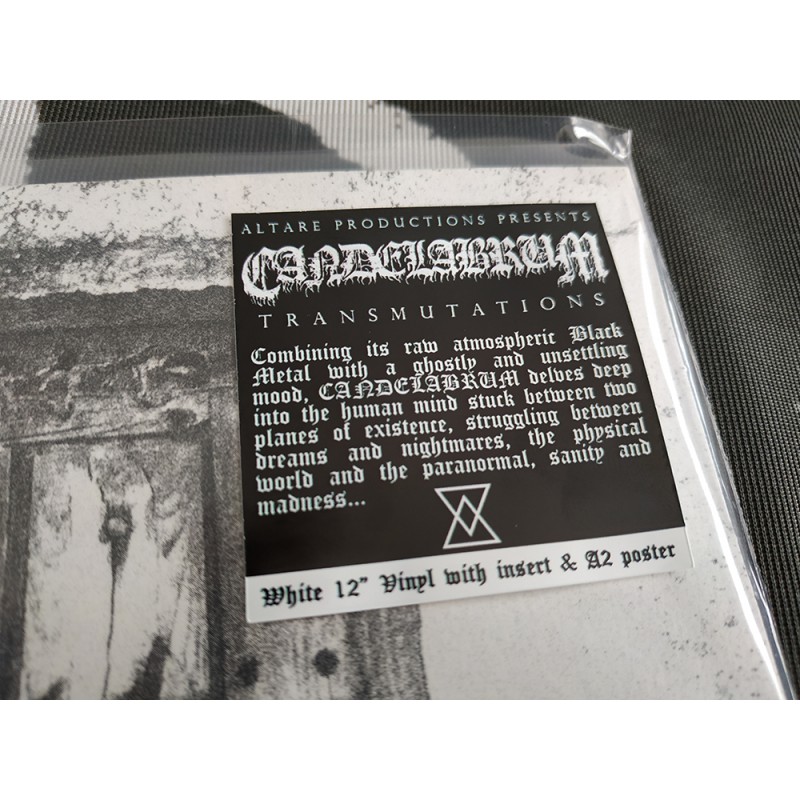 ALTARE PRODUCTIONS PRESENTS
CANDELABRUM
TRANSMUTATIONS
Combining its raw atmospheric Black
Metal with a ghostly and unsettling
mood, CANDELABRUM delves deep
into the human mind stuck between two
planes of existence, struggling between
dreams and nightmares, the physical
world and the paranormal, sanity and
madness...
White 12" Vinyl with insert & A2 poster